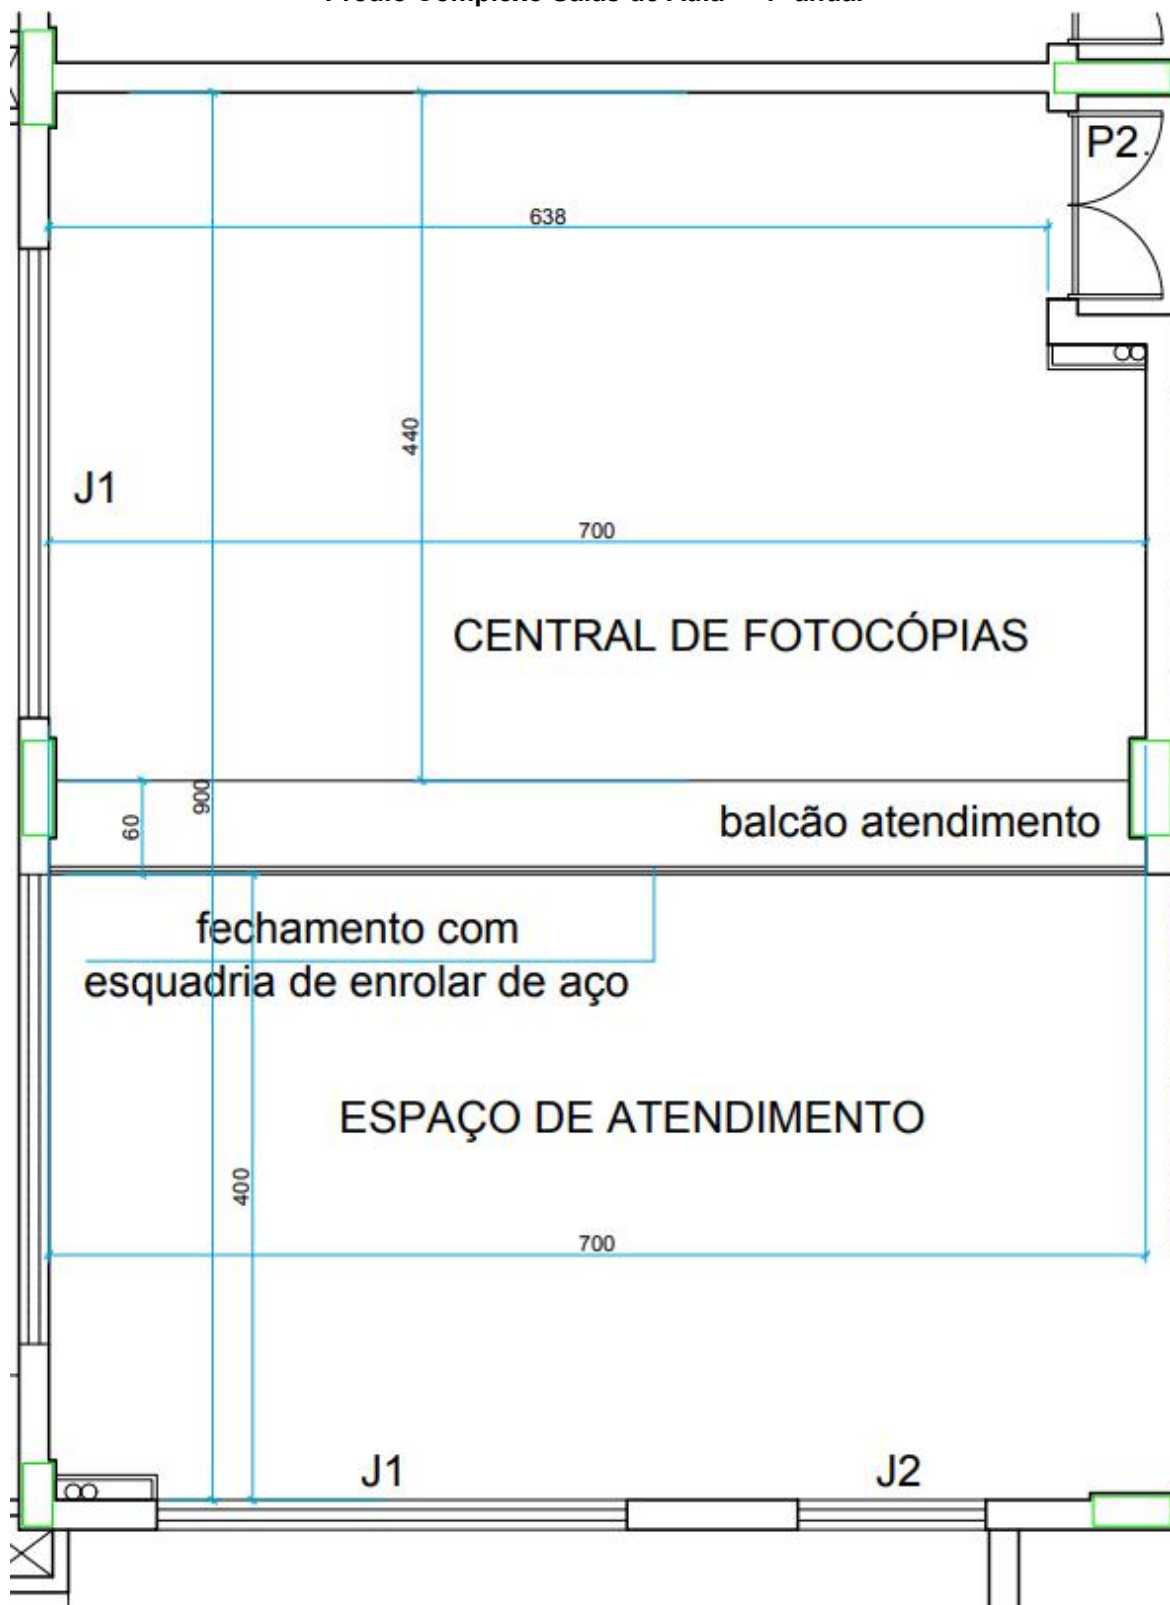 P2.
638
440
J1
700
CENTRAL DE FOTOCÓPIAS
900
60
balcão atendimento
fechamento com
esquadria de enrolar de aço
ESPAÇO DE ATENDIMENTO
400
700
J1
J2